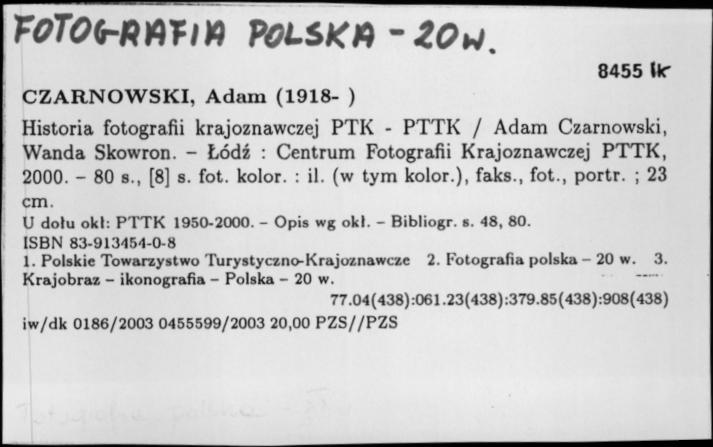 FOTOGRAFIA POLSKA - 20 w.
8455 lk
CZARNOWSKI, Adam (1918- )
Historia fotografii krajoznawczej PTK - PTTK / Adam Czarnowski,
Wanda Skowron. – Łódź : Centrum Fotografii Krajoznawczej PTTK,
2000. – 80 s., [8] s. fot. kolor. : il. (w tym kolor.), faks., fot., portr. ; 23
cm.
U dołu okł: PTTK 1950-2000. – Opis wg okł. – Bibliogr. s. 48, 80.
ISBN 83-913454-0-8
1. Polskie Towarzystwo Turystyczno-Krajoznawcze 2. Fotografia polska – 20 w. 3.
Krajobraz – ikonografia – Polska – 20 w.
77.04(438):061.23(438):379.85(438):908(438)
iw/dk 0186/2003 0455599/2003 20,00 PZS//PZS